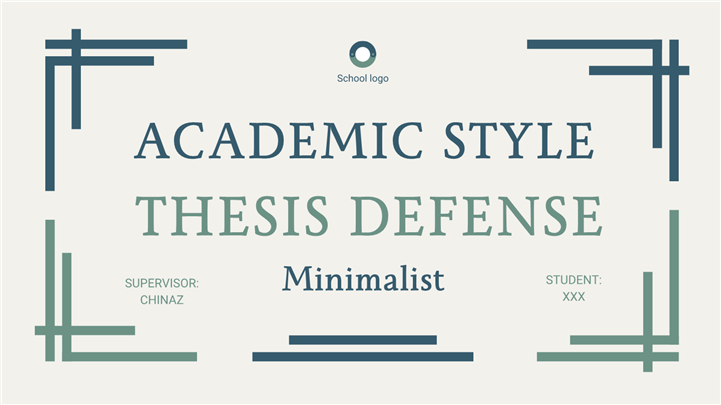 School logo
ACADEMIC STYLE
THESIS DEFENSE
Minimalist
SUPERVISOR:
CHINAZ
STUDENT:
XXX